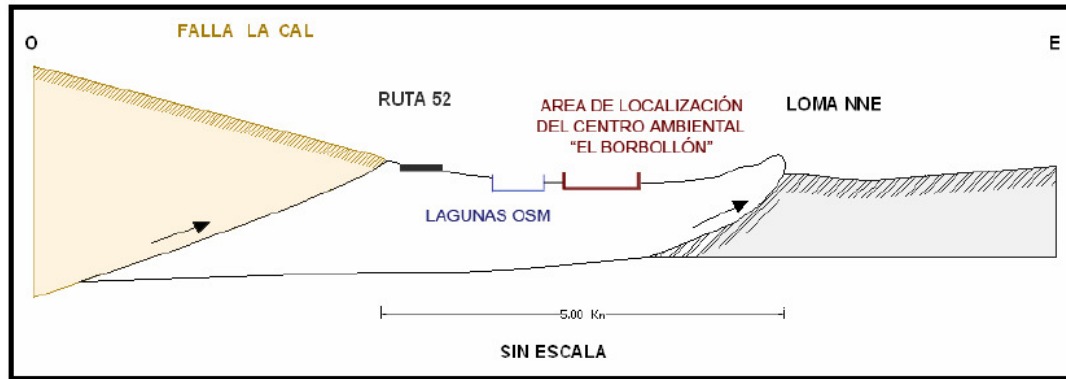 FALLA LA CAL
O
E
RUTA 52
AREA DE LOCALIZACIÓN
DEL CENTRO AMBIENTAL
"EL BORBOLLÓN"
LOMA NNE
LAGUNAS OSM
5.00 Kn
SIN ESCALA